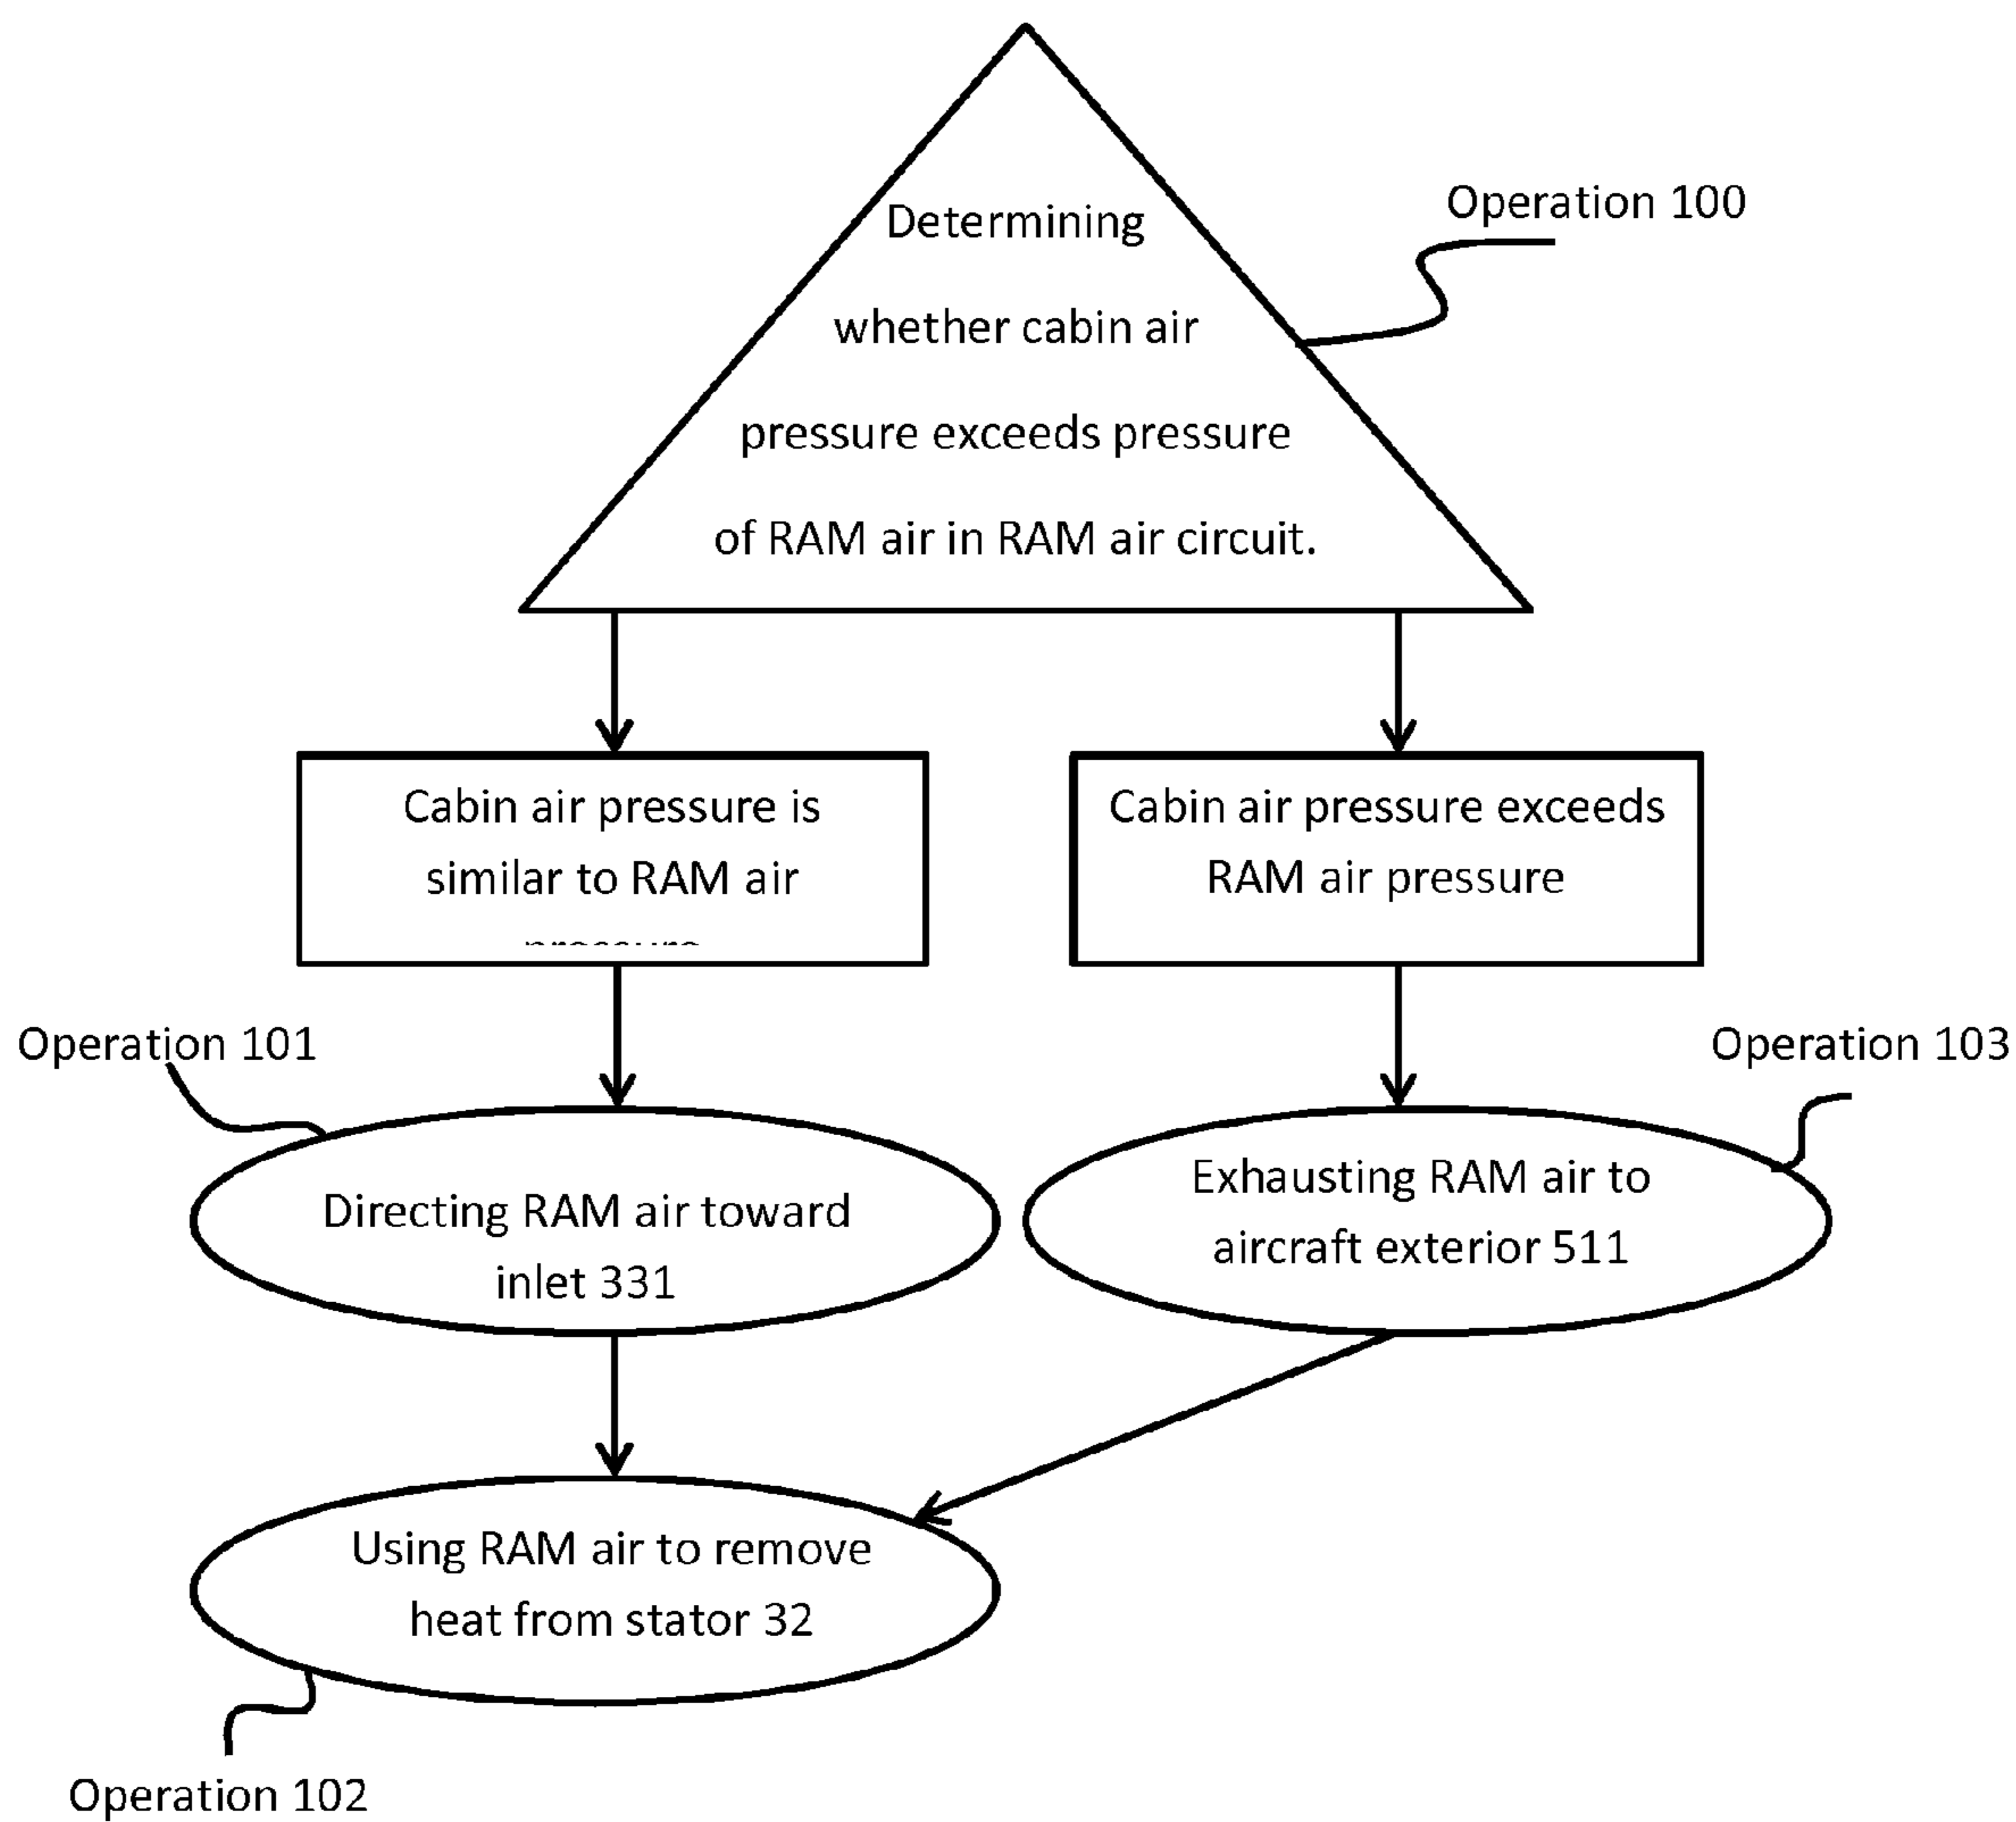 Determining
whether cabin air
pressure exceeds pressure
of RAM air in RAM air circuit.
Operation 100
Cabin air pressure is
similar to RAM air
Cabin air pressure exceeds
RAM air pressure
Operation 101
Operation 103
Directing RAM air toward
inlet 331
Exhausting RAM air to
aircraft exterior 511
Using RAM air to remove
heat from stator 32
Operation 102